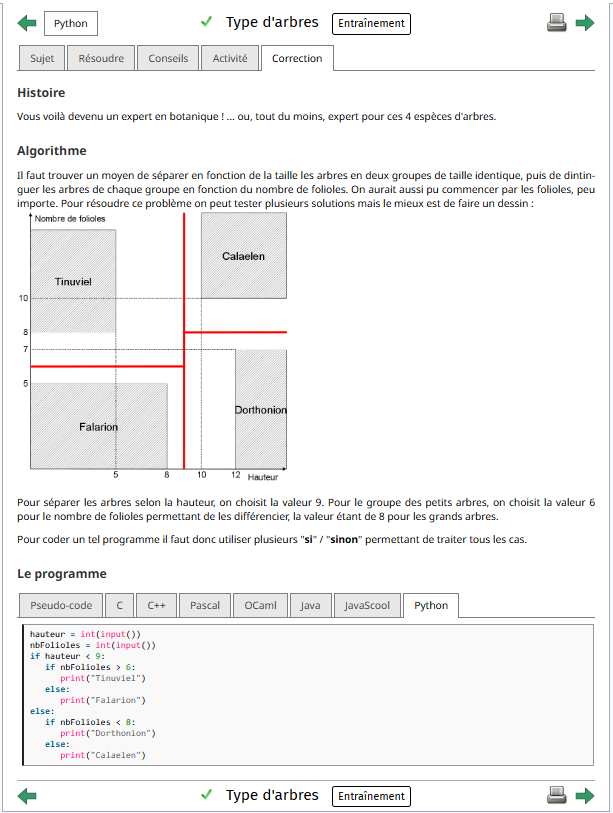 Python
Type d'arbres
Entraînement
Sujet
Résoudre
Conseils
Activité
Correction
Histoire
Vous voilà devenu un expert en botanique ! ... ou, tout du moins, expert pour ces 4 espèces d'arbres.
Algorithme
Il faut trouver un moyen de séparer en fonction de la taille les arbres en deux groupes de taille identique, puis de dintin-
guer les arbres de chaque groupe en fonction du nombre de folioles. On aurait aussi pu commencer par les folioles, peu
importe. Pour résoudre ce problème on peut tester plusieurs solutions mais le mieux est de faire un dessin :
Nombre de folioles
Calaelen
Tinuviel
10
8
7
5
Dorthonion
Falarion
5
8
10
12
Hauteur
Pour séparer les arbres selon la hauteur, on choisit la valeur 9. Pour le groupe des petits arbres, on choisit la valeur 6
pour le nombre de folioles permettant de les différencier, la valeur étant de 8 pour les grands arbres.
Pour coder un tel programme il faut donc utiliser plusieurs "si" / "sinon" permettant de traiter tous les cas.
Le programme
Pseudo-code
C
C++
Pascal
OCaml
Java
JavaScool
Python
hauteur = int(input())
nbFolioles = int(input())
if hauteur < 9:
   if nbFolioles > 6:
      print("Tinuviel")
   else:
      print("Falarion")
else:
   if nbFolioles < 8:
      print("Dorthonion")
   else:
      print("Calaelen")
Type d'arbres
Entraînement